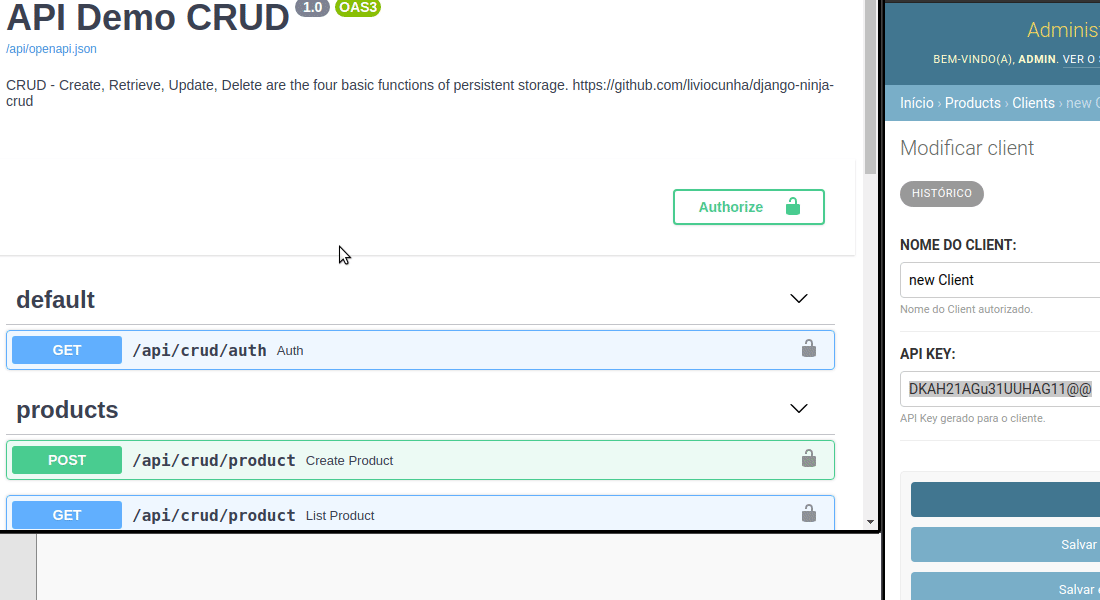 API Demo CRUD 1.0 OAS3
/api/openapi.json
CRUD - Create, Retrieve, Update, Delete are the four basic functions of persistent storage. https://github.com/liviocunha/django-ninja-
crud
Authorize
default
GET /api/crud/auth Auth
products
POST /api/crud/product Create Product
GET /api/crud/product List Product
Adminis
BEM-VINDO(A), ADMIN. VER O
Início › Products › Clients › new
Modificar client
HISTÓRICO
NOME DO CLIENT:
new Client
Nome do Client autorizado.
API KEY:
DKAH21AGu31UUHAG11@@
API Key gerado para o cliente.
Salvar
Salvar